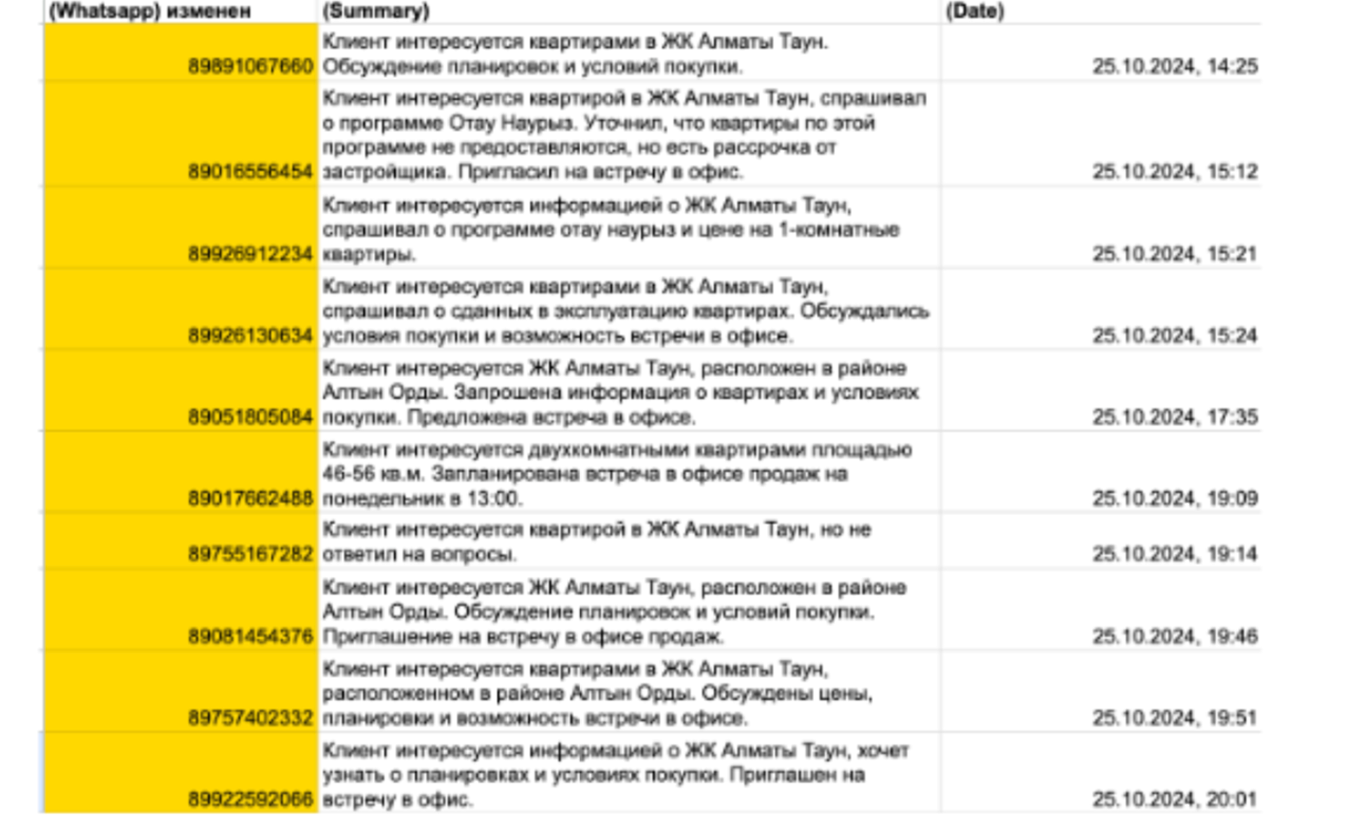 (Whatsapp) изменен (Summary) (Date)
Клиент интересуется квартирами в ЖК Алматы Таун.
89891067660 Обсуждение планировок и условий покупки. 25.10.2024, 14:25
Клиент интересуется квартирой в ЖК Алматы Таун, спрашивал
о программе Отау Наурыз. Уточнил, что квартиры по этой
программе не предоставляются, но есть рассрочка от
89016556454 застройщика. Пригласил на встречу в офис. 25.10.2024, 15:12
Клиент интересуется информацией о ЖК Алматы Таун,
спрашивал о программе отау наурыз и цене на 1-комнатные
89926912234 квартиры. 25.10.2024, 15:21
Клиент интересуется квартирами в ЖК Алматы Таун,
спрашивал о сданных в эксплуатацию квартирах. Обсуждались
89926130634 условия покупки и возможность встречи в офисе. 25.10.2024, 15:24
Клиент интересуется ЖК Алматы Таун, расположен в районе
Алтын Орды. Запрошена информация о квартирах и условиях
89051805084 покупки. Предложена встреча в офисе. 25.10.2024, 17:35
Клиент интересуется двухкомнатными квартирами площадью
46-56 кв.м. Запланирована встреча в офисе продаж на
89017662488 понедельник в 13:00. 25.10.2024, 19:09
Клиент интересуется квартирой в ЖК Алматы Таун, но не
89755167282 ответил на вопросы. 25.10.2024, 19:14
Клиент интересуется ЖК Алматы Таун, расположен в районе
Алтын Орды. Обсуждение планировок и условий покупки.
89081454376 Приглашение на встречу в офисе продаж. 25.10.2024, 19:46
Клиент интересуется квартирами в ЖК Алматы Таун,
расположенном в районе Алтын Орды. Обсуждены цены,
89757402332 планировки и возможность встречи в офисе. 25.10.2024, 19:51
Клиент интересуется информацией о ЖК Алматы Таун, хочет
узнать о планировках и условиях покупки. Приглашен на
89922592066 встречу в офис. 25.10.2024, 20:01